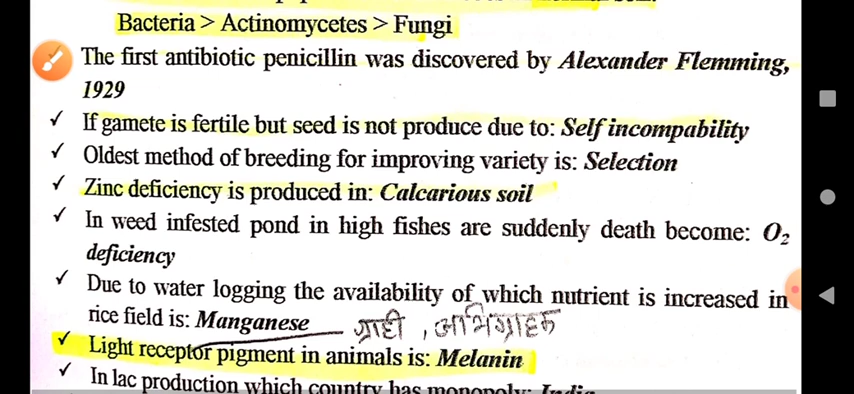 Bacteria > Actinomycetes > Fungi
The first antibiotic penicillin was discovered by Alexander Flemming,
1929
✓ If gamete is fertile but seed is not produce due to: Self incompability
✓ Oldest method of breeding for improving variety is: Selection
✓ Zinc deficiency is produced in: Calcarious soil
✓ In weed infested pond in high fishes are suddenly death become: O₂
deficiency
✓ Due to water logging the availability of which nutrient is increased in
rice field is: Manganese ग्राही,
✓ Light receptor pigment in animals is: Melanin
✓ In lac production which country has monopoly: India